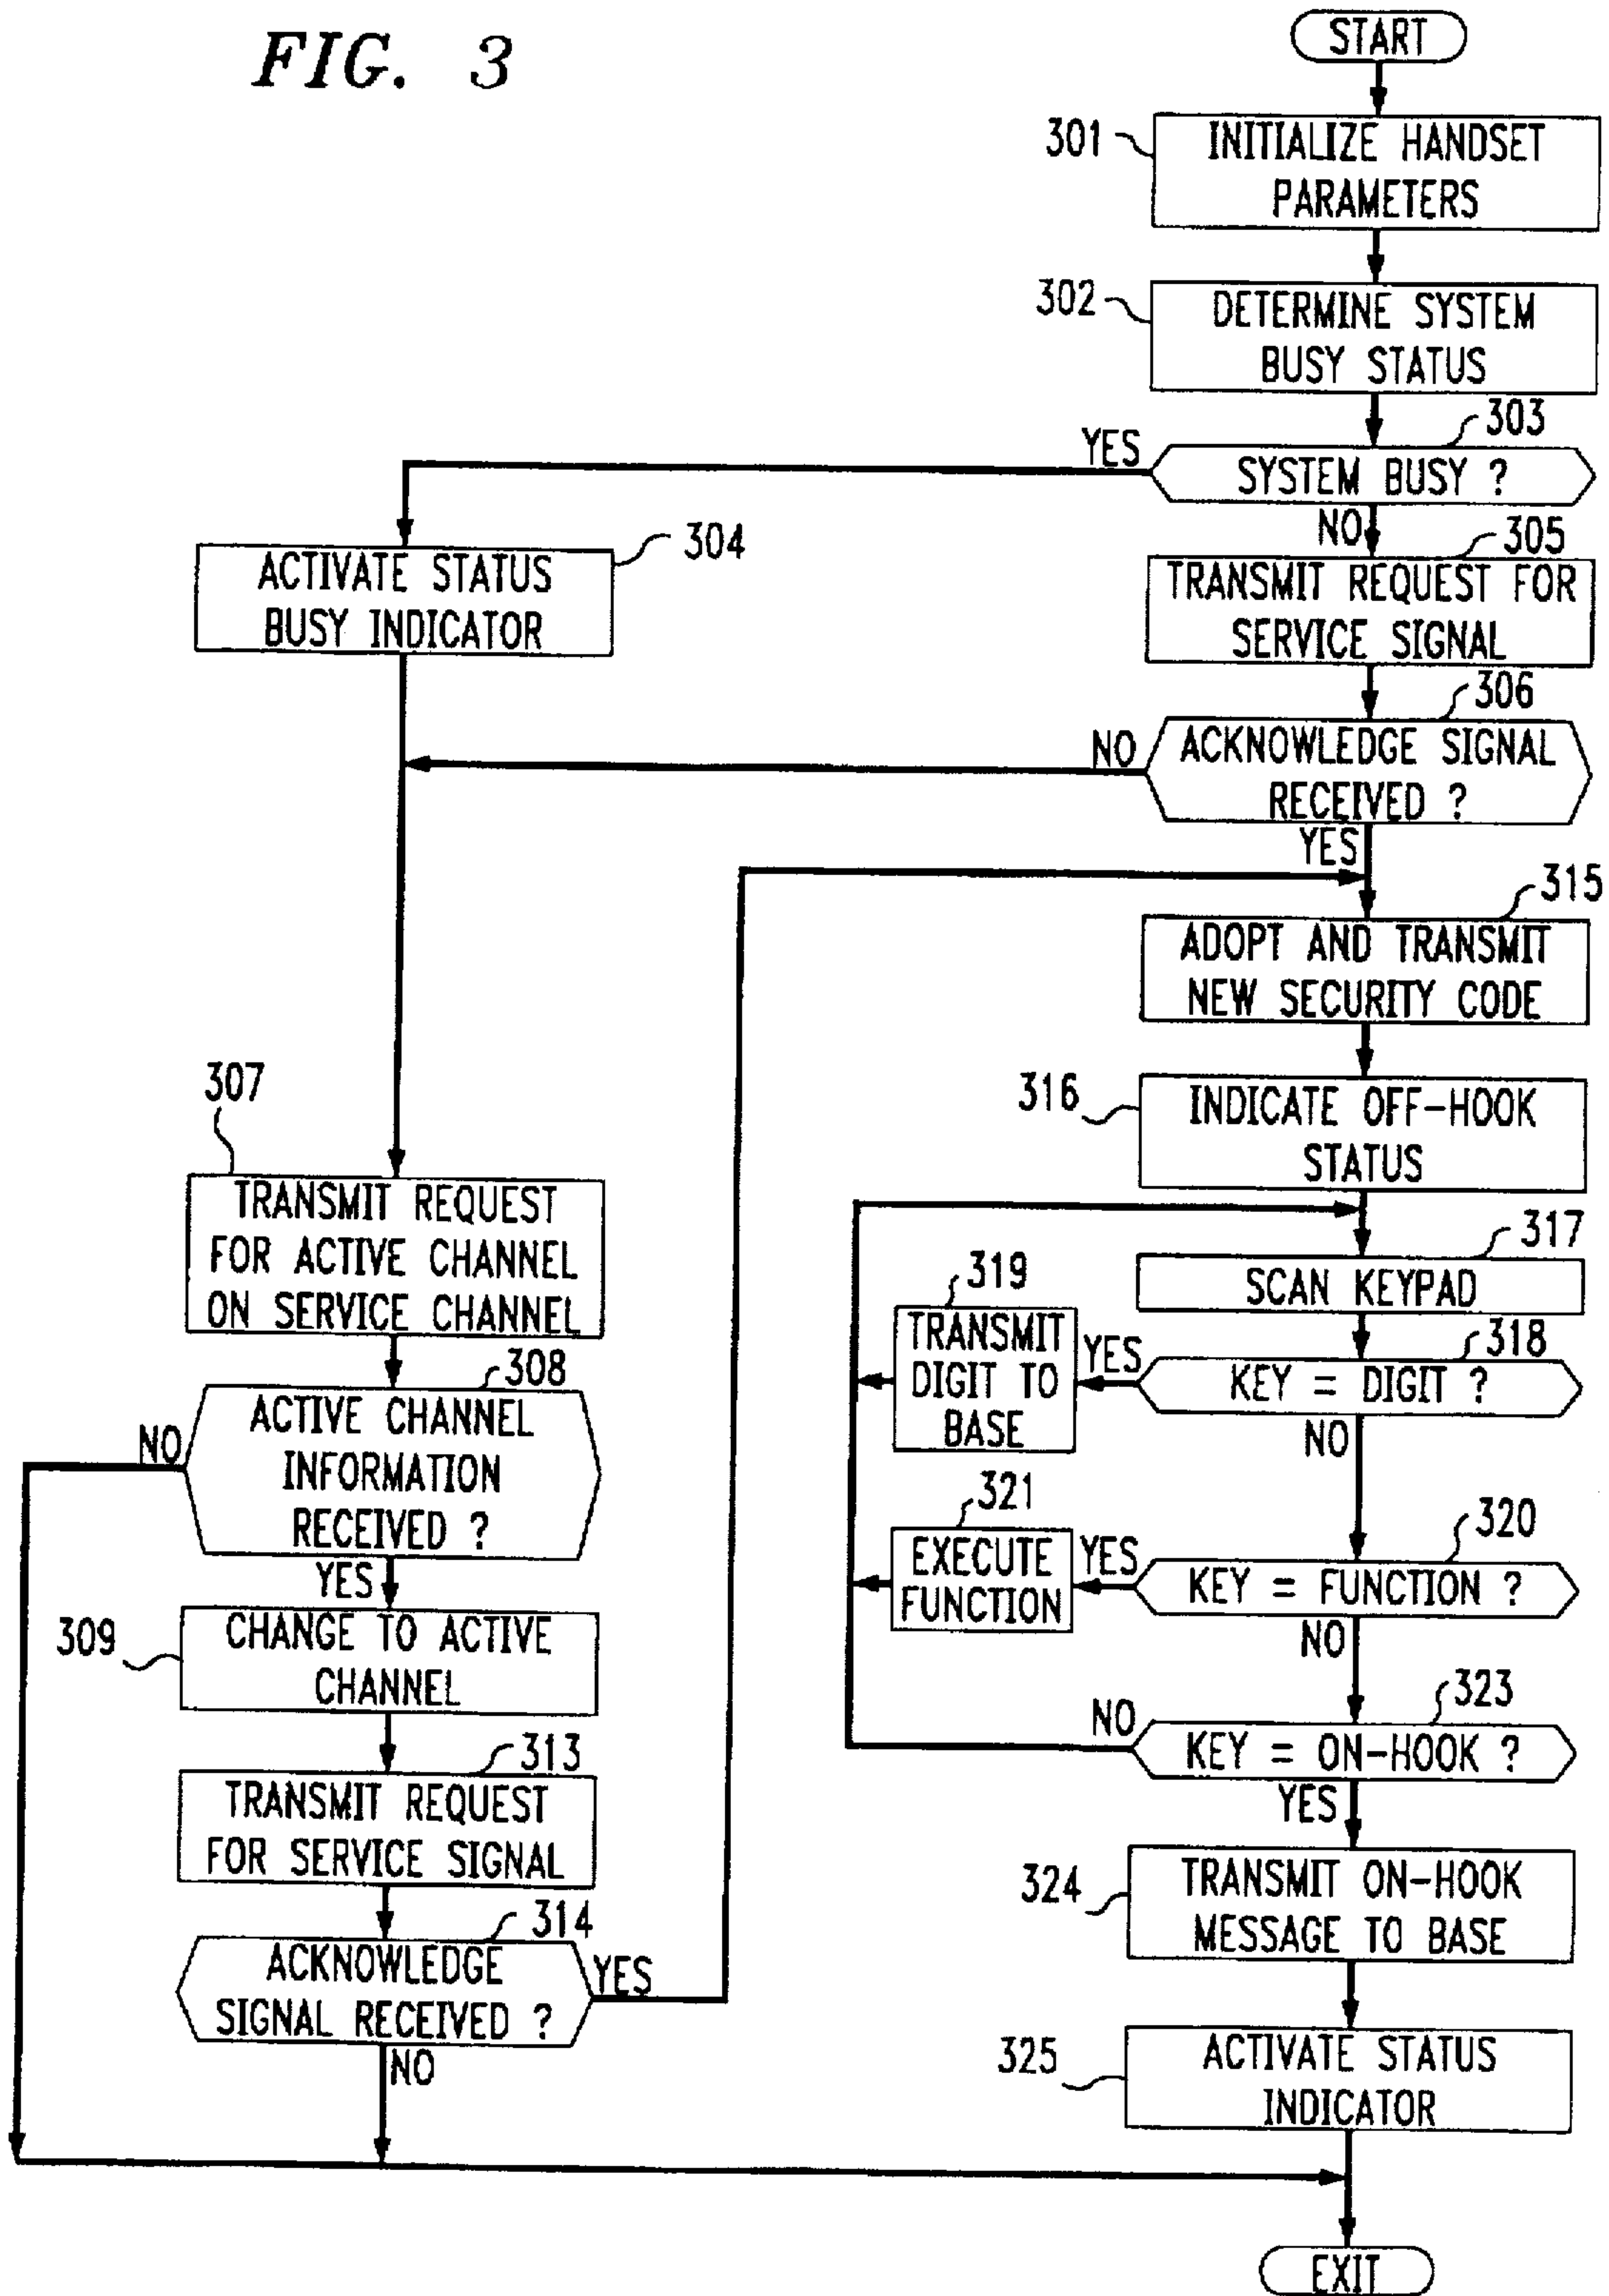 FIG. 3
START
301
INITIALIZE HANDSET
PARAMETERS
302
DETERMINE SYSTEM
BUSY STATUS
303
SYSTEM BUSY ?
YES
NO
304
ACTIVATE STATUS
BUSY INDICATOR
305
TRANSMIT REQUEST FOR
SERVICE SIGNAL
306
ACKNOWLEDGE SIGNAL
RECEIVED ?
NO
YES
315
ADOPT AND TRANSMIT
NEW SECURITY CODE
316
INDICATE OFF-HOOK
STATUS
307
TRANSMIT REQUEST
FOR ACTIVE CHANNEL
ON SERVICE CHANNEL
308
ACTIVE CHANNEL
INFORMATION
RECEIVED ?
NO
YES
309
CHANGE TO ACTIVE
CHANNEL
313
TRANSMIT REQUEST
FOR SERVICE SIGNAL
314
ACKNOWLEDGE
SIGNAL RECEIVED ?
YES
NO
317
SCAN KEYPAD
318
KEY = DIGIT ?
YES
NO
319
TRANSMIT
DIGIT TO
BASE
320
KEY = FUNCTION ?
YES
NO
321
EXECUTE
FUNCTION
323
KEY = ON-HOOK ?
NO
YES
324
TRANSMIT ON-HOOK
MESSAGE TO BASE
325
ACTIVATE STATUS
INDICATOR
EXIT